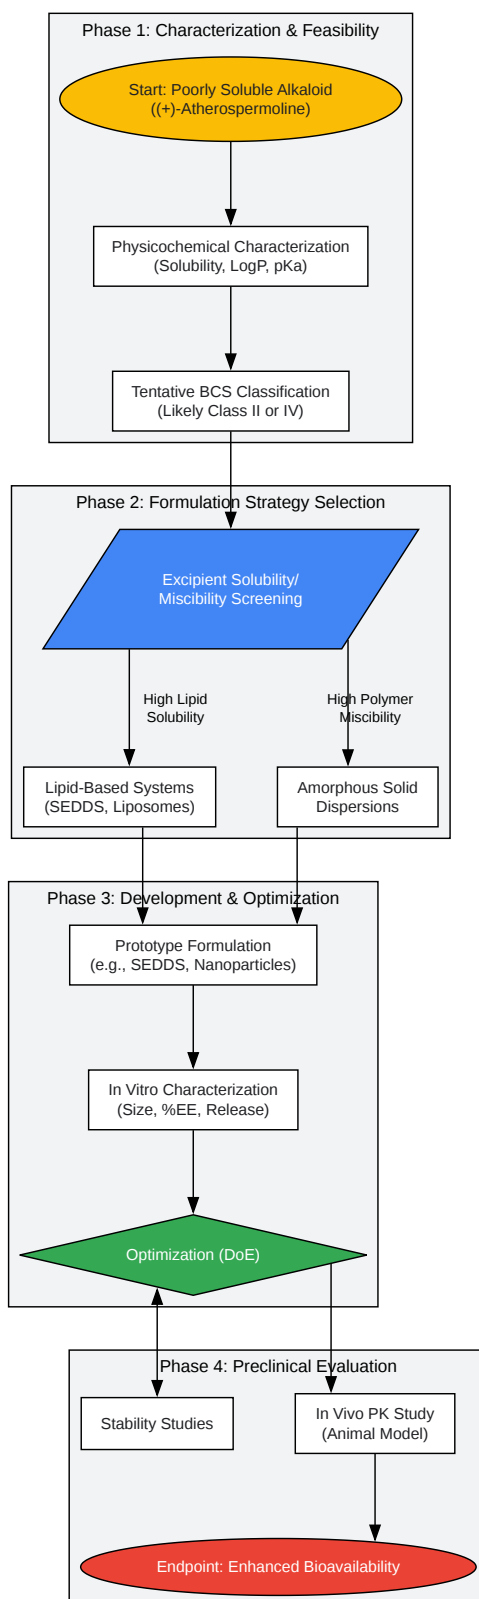 Phase 1: Characterization & Feasibility
Start: Poorly Soluble Alkaloid
((+)-Atherospermoline)
Physicochemical Characterization
(Solubility, LogP, pKa)
Tentative BCS Classification
(Likely Class II or IV)
Phase 2: Formulation Strategy Selection
Excipient Solubility/
Miscibility Screening
High Lipid
Solubility
High Polymer
Miscibility
Lipid-Based Systems
(SEDDS, Liposomes)
Amorphous Solid
Dispersions
Phase 3: Development & Optimization
Prototype Formulation
(e.g., SEDDS, Nanoparticles)
In Vitro Characterization
(Size, %EE, Release)
Optimization (DoE)
Phase 4: Preclinical Evaluation
Stability Studies
In Vivo PK Study
(Animal Model)
Endpoint: Enhanced Bioavailability